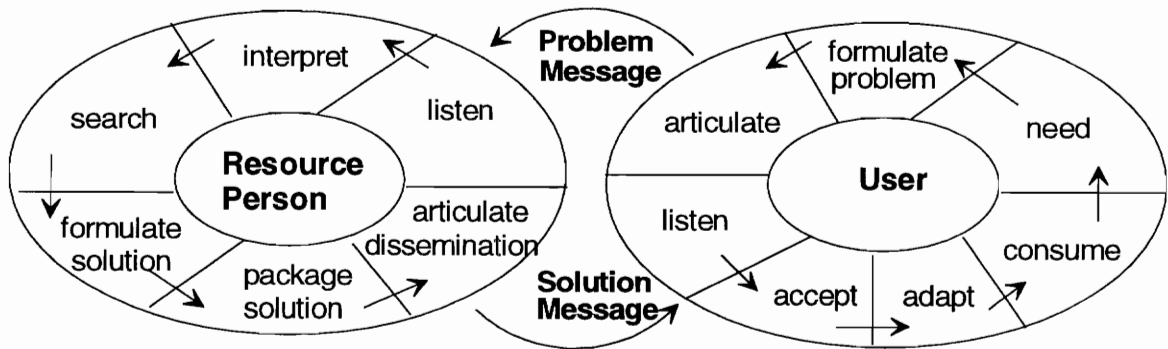 interpret
search
listen
Resource
Person
formulate
solution
package
solution
articulate
dissemination
Problem
Message
Solution
Message
formulate
problem
articulate
need
User
listen
accept
adapt
consume